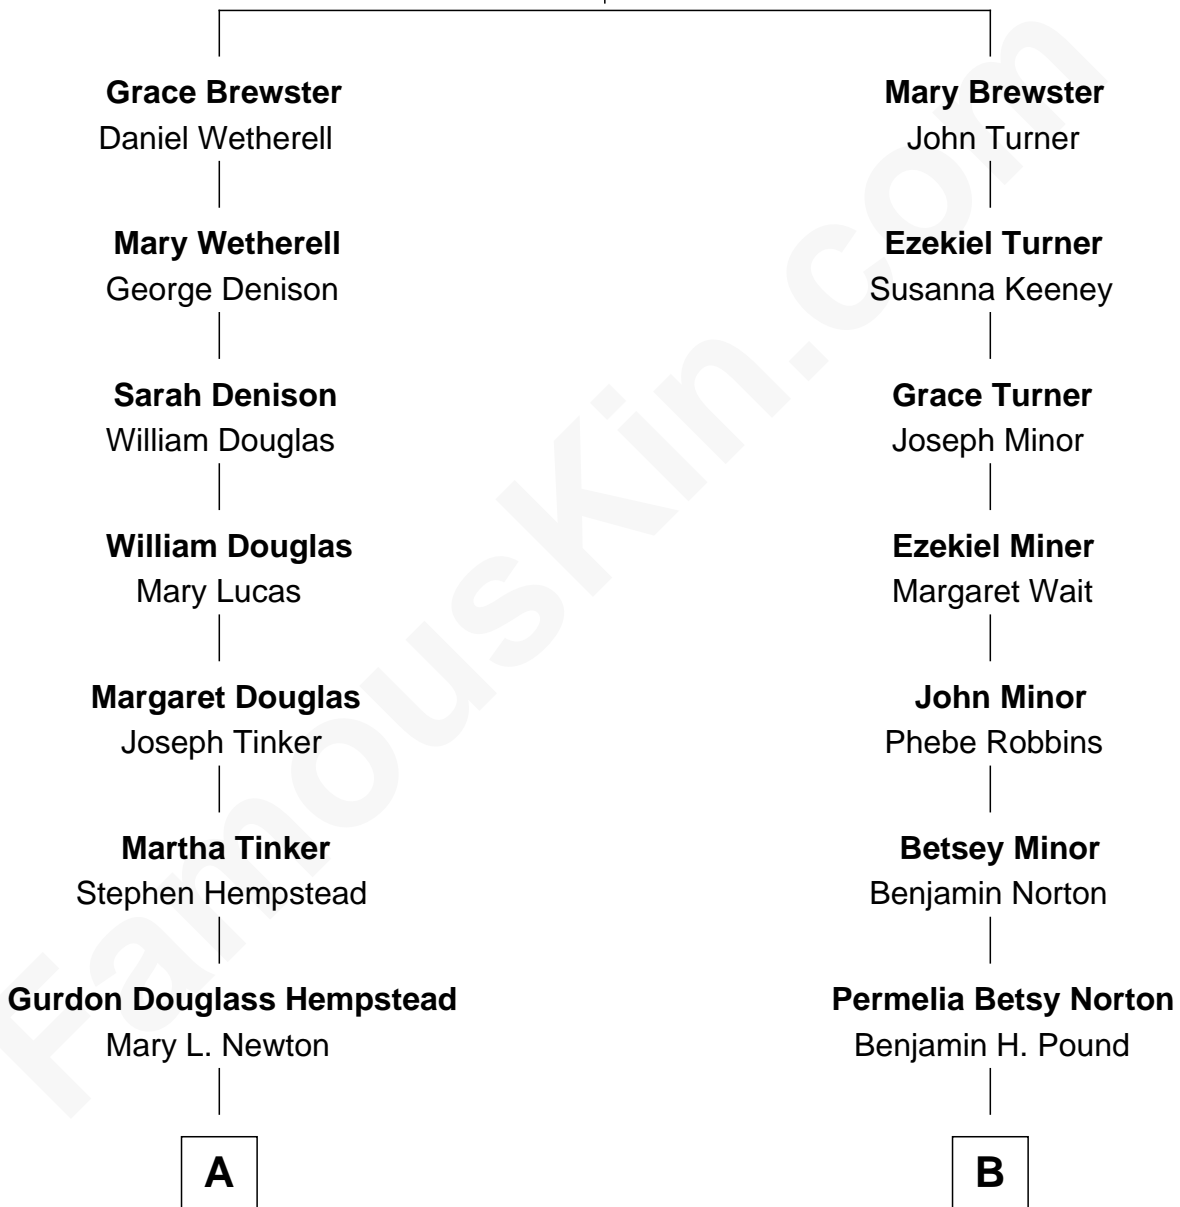 Grace Brewster
Daniel Wetherell
Mary Wetherell
George Denison
Sarah Denison
William Douglas
William Douglas
Mary Lucas
Margaret Douglas
Joseph Tinker
Martha Tinker
Stephen Hempstead
Gurdon Douglass Hempstead
Mary L. Newton
A
Mary Brewster
John Turner
Ezekiel Turner
Susanna Keeney
Grace Turner
Joseph Minor
Ezekiel Miner
Margaret Wait
John Minor
Phebe Robbins
Betsey Minor
Benjamin Norton
Permelia Betsy Norton
Benjamin H. Pound
B
FamousKin.com